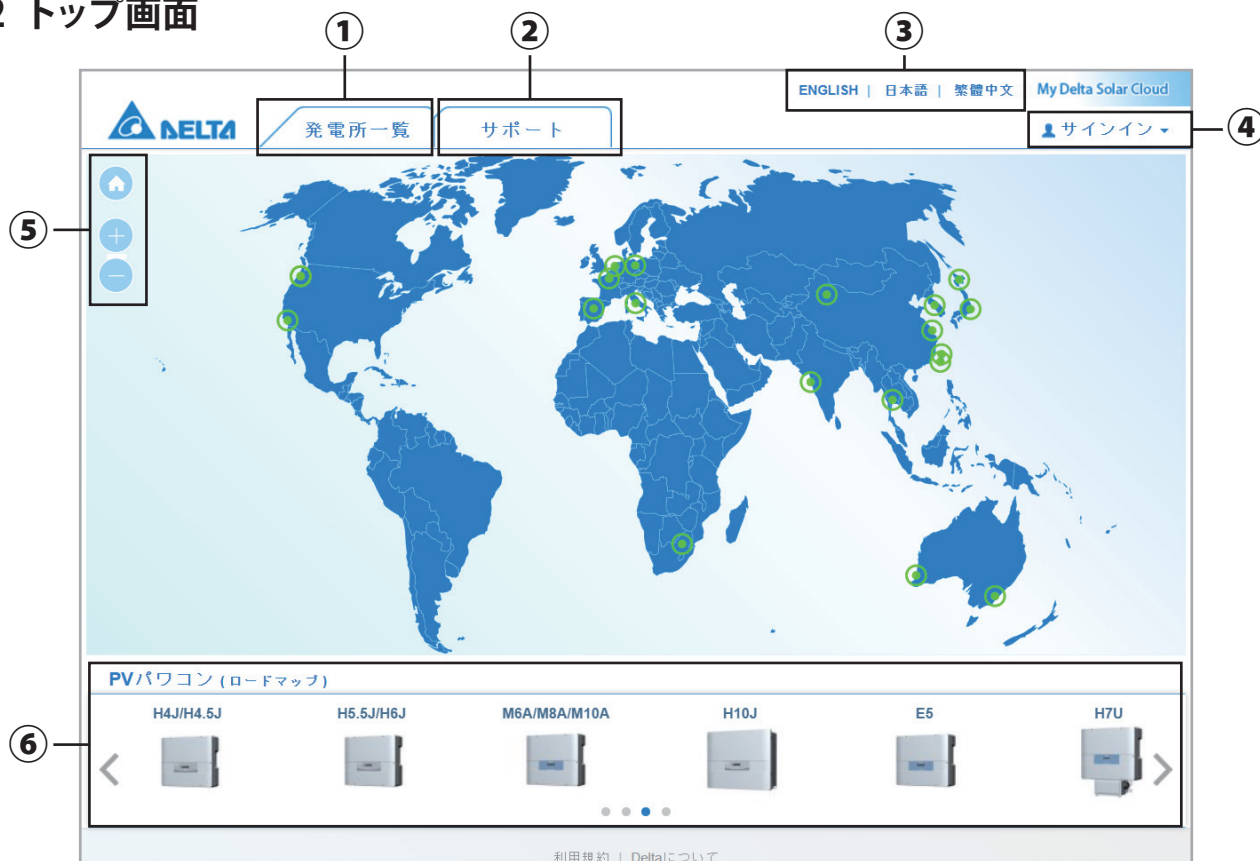 2 トップ画面
① ② ③
ENGLISH | 日本語 | 繁體中文 My Delta Solar Cloud
DELTA 発電所一覧 サポート サインイン ④
⑤
PVパワコン (ロードマップ)
H4J/H4.5J H5.5J/H6J M6A/M8A/M10A H10J E5 H7U
⑥
利用規約 | Deltaについて